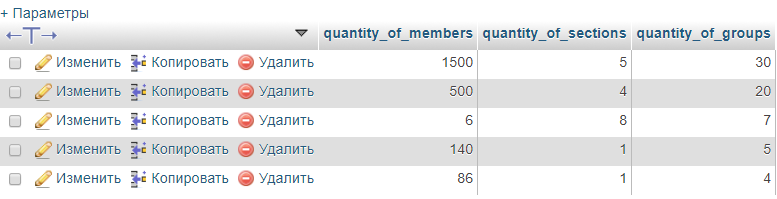 + Параметры
←T→ quantity_of_members quantity_of_sections quantity_of_groups
Изменить Копировать Удалить 1500 5 30
Изменить Копировать Удалить 500 4 20
Изменить Копировать Удалить 6 8 7
Изменить Копировать Удалить 140 1 5
Изменить Копировать Удалить 86 1 4